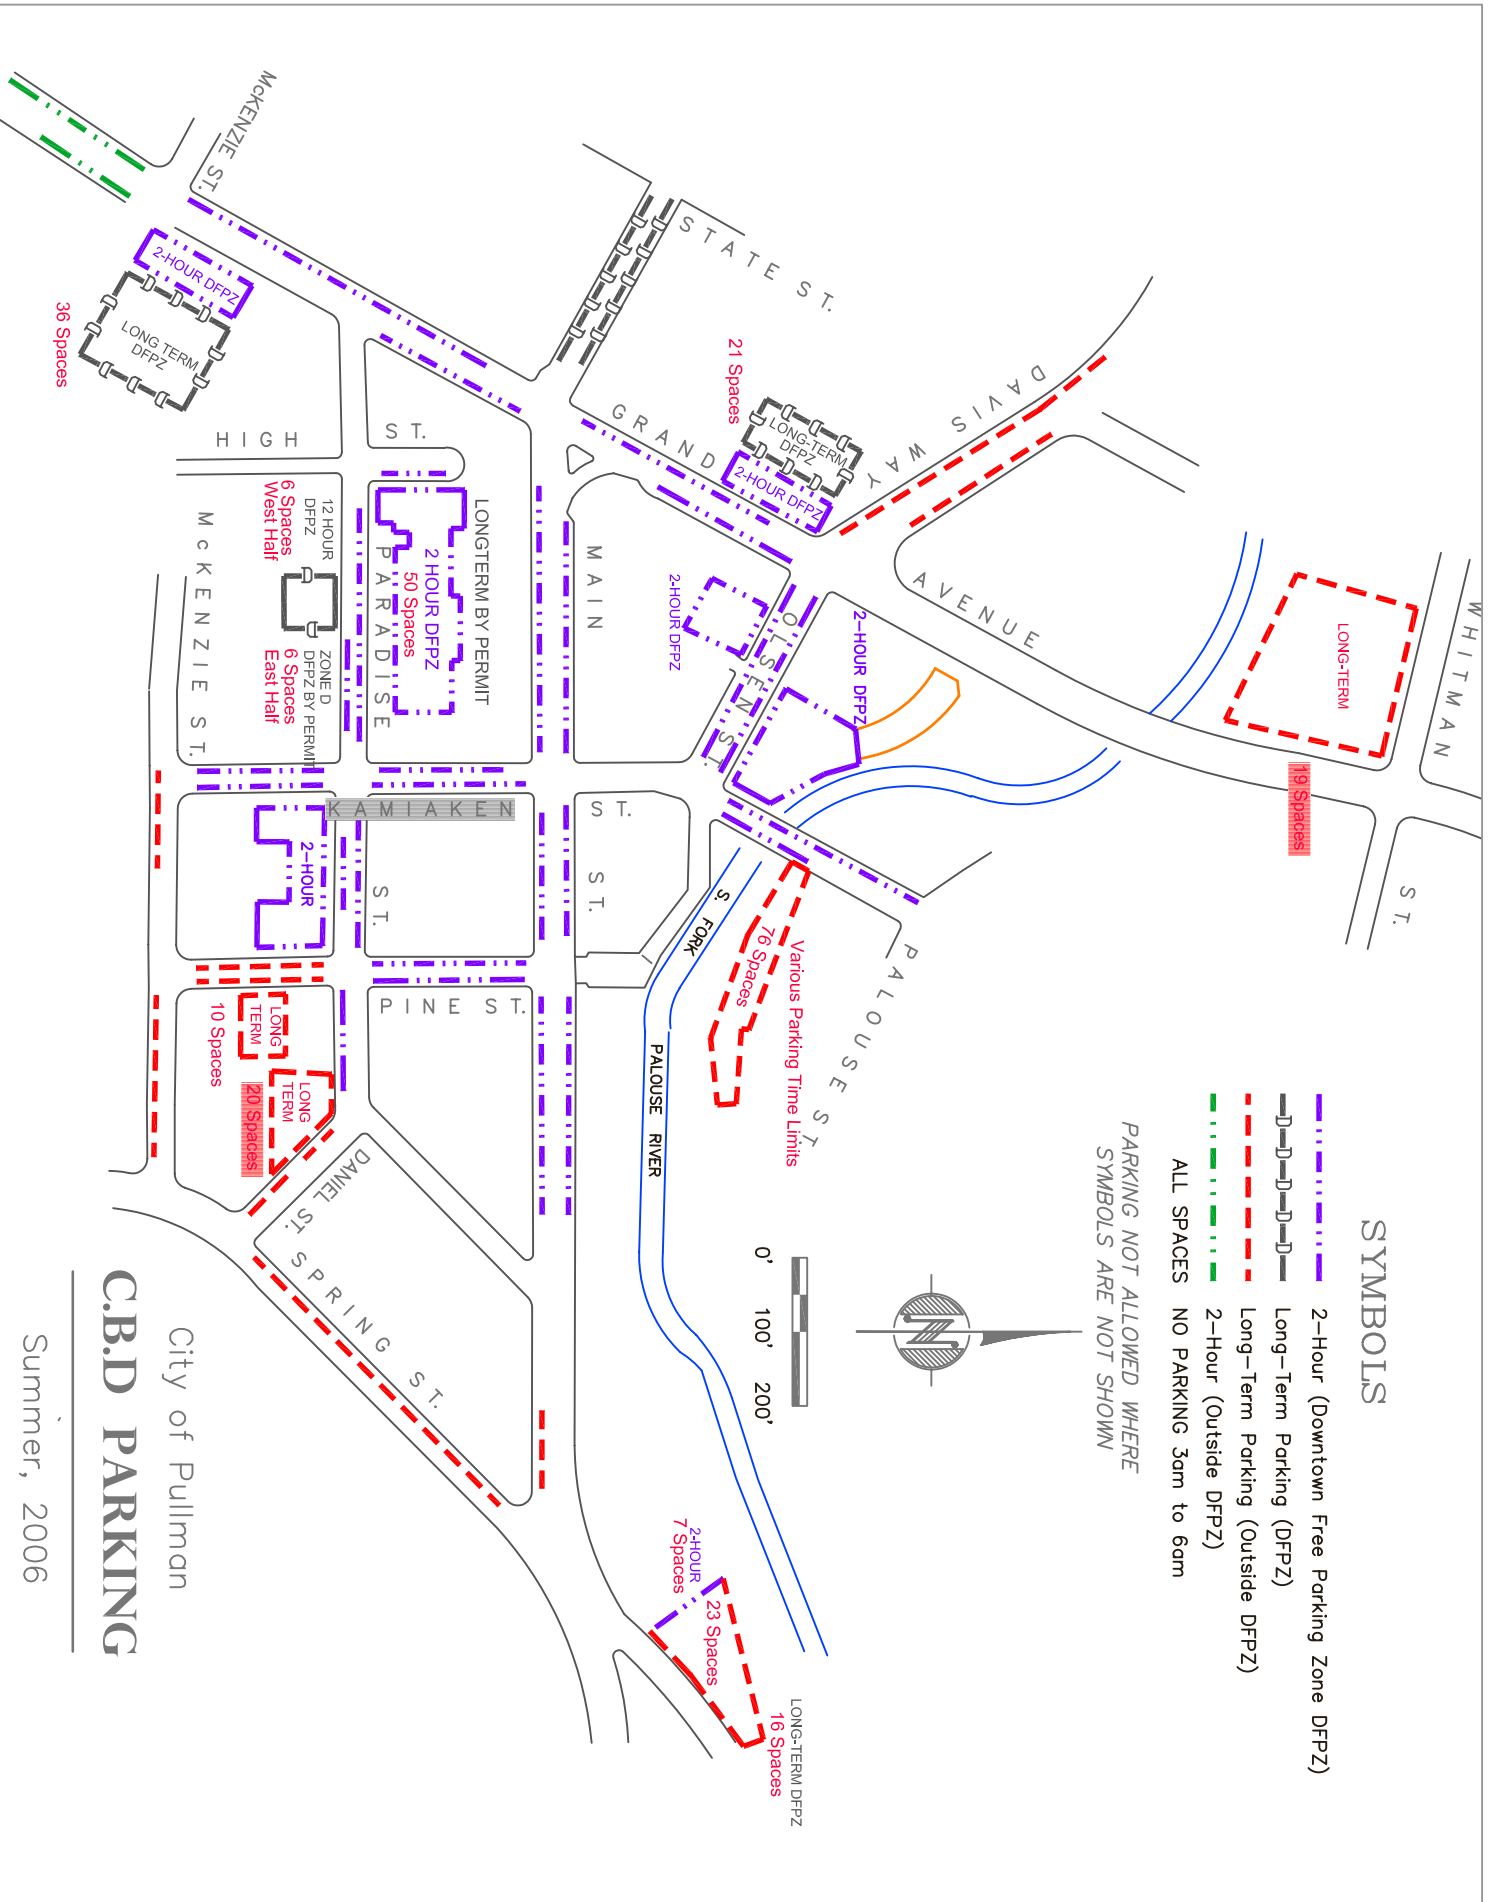 SYMBOLS
2-Hour (Downtown Free Parking Zone DFPZ)
D D D D D
Long-Term Parking (DFPZ)
Long-Term Parking (Outside DFPZ)
2-Hour (Outside DFPZ)
ALL SPACES NO PARKING 3am to 6am
PARKING NOT ALLOWED WHERE
SYMBOLS ARE NOT SHOWN
N
0' 100' 200'
City of Pullman
C.B.D PARKING
Summer, 2006
WHITMAN
ST.
LONG-TERM
19 Spaces
DAVIS WAY
STATE ST.
21 Spaces
LONG-TERM
DFPZ
2-HOUR DFPZ
GRAND
AVENUE
2-HOUR DFPZ
OLSEN ST.
2-HOUR DFPZ
PALOUSE ST.
Various Parking Time Limits
76 Spaces
S. FORK
PALOUSE RIVER
MAIN
ST.
ST.
LONGTERM BY PERMIT
2 HOUR DFPZ
50 Spaces
PARADISE
ST.
KAMIAKEN
2-HOUR
PINE ST.
LONG
TERM
10 Spaces
LONG
TERM
20 Spaces
DANIEL
ST.
SPRING ST.
2-HOUR
7 Spaces
23 Spaces
LONG-TERM DFPZ
16 Spaces
McKENZIE ST.
2-HOUR DFPZ
LONG TERM
DFPZ
36 Spaces
HIGH
ST.
12 HOUR
DFPZ
6 Spaces
West Half
ZONE D
DFPZ BY PERMIT
6 Spaces
East Half
McKENZIE ST.